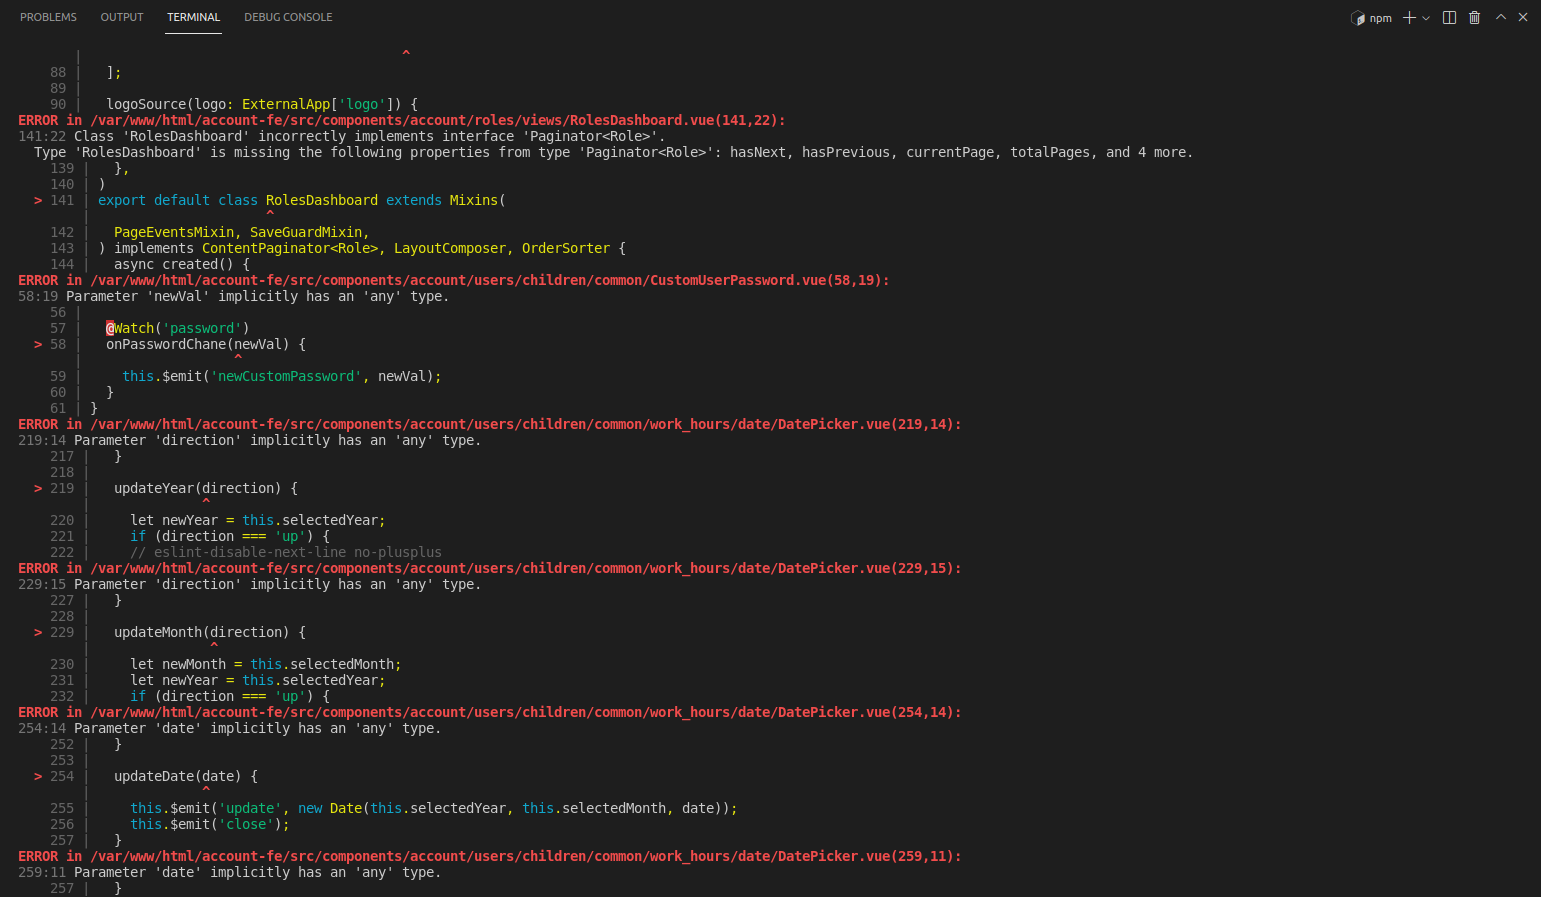 PROBLEMS OUTPUT TERMINAL DEBUG CONSOLE npm
| ^
88 | ];
89 |
90 | logoSource(logo: ExternalApp['logo']) {
ERROR in /var/www/html/account-fe/src/components/account/roles/views/RolesDashboard.vue(141,22):
141:22 Class 'RolesDashboard' incorrectly implements interface 'Paginator<Role>'.
Type 'RolesDashboard' is missing the following properties from type 'Paginator<Role>': hasNext, hasPrevious, currentPage, totalPages, and 4 more.
139 | },
140 | )
> 141 | export default class RolesDashboard extends Mixins(
| ^
142 | PageEventsMixin, SaveGuardMixin,
143 | ) implements ContentPaginator<Role>, LayoutComposer, OrderSorter {
144 | async created() {
ERROR in /var/www/html/account-fe/src/components/account/users/children/common/CustomUserPassword.vue(58,19):
58:19 Parameter 'newVal' implicitly has an 'any' type.
56 |
57 | @Watch('password')
> 58 | onPasswordChane(newVal) {
| ^
59 | this.$emit('newCustomPassword', newVal);
60 | }
61 | }
ERROR in /var/www/html/account-fe/src/components/account/users/children/common/work_hours/date/DatePicker.vue(219,14):
219:14 Parameter 'direction' implicitly has an 'any' type.
217 | }
218 |
> 219 | updateYear(direction) {
| ^
220 | let newYear = this.selectedYear;
221 | if (direction === 'up') {
222 | // eslint-disable-next-line no-plusplus
ERROR in /var/www/html/account-fe/src/components/account/users/children/common/work_hours/date/DatePicker.vue(229,15):
229:15 Parameter 'direction' implicitly has an 'any' type.
227 | }
228 |
> 229 | updateMonth(direction) {
| ^
230 | let newMonth = this.selectedMonth;
231 | let newYear = this.selectedYear;
232 | if (direction === 'up') {
ERROR in /var/www/html/account-fe/src/components/account/users/children/common/work_hours/date/DatePicker.vue(254,14):
254:14 Parameter 'date' implicitly has an 'any' type.
252 | }
253 |
> 254 | updateDate(date) {
| ^
255 | this.$emit('update', new Date(this.selectedYear, this.selectedMonth, date));
256 | this.$emit('close');
257 | }
ERROR in /var/www/html/account-fe/src/components/account/users/children/common/work_hours/date/DatePicker.vue(259,11):
259:11 Parameter 'date' implicitly has an 'any' type.
257 | }